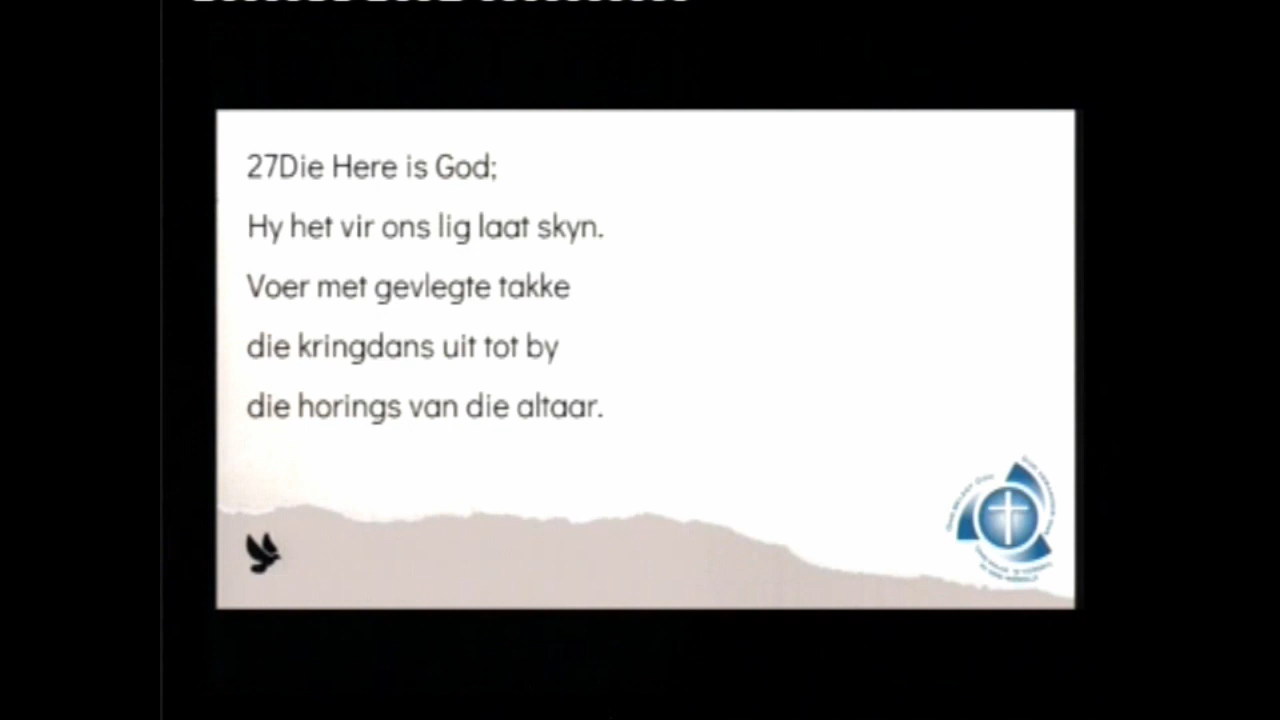 27Die Here is God;
Hy het vir ons lig laat skyn.
Voer met gevlegte takke
die kringdans uit tot by
die horings van die altaar.